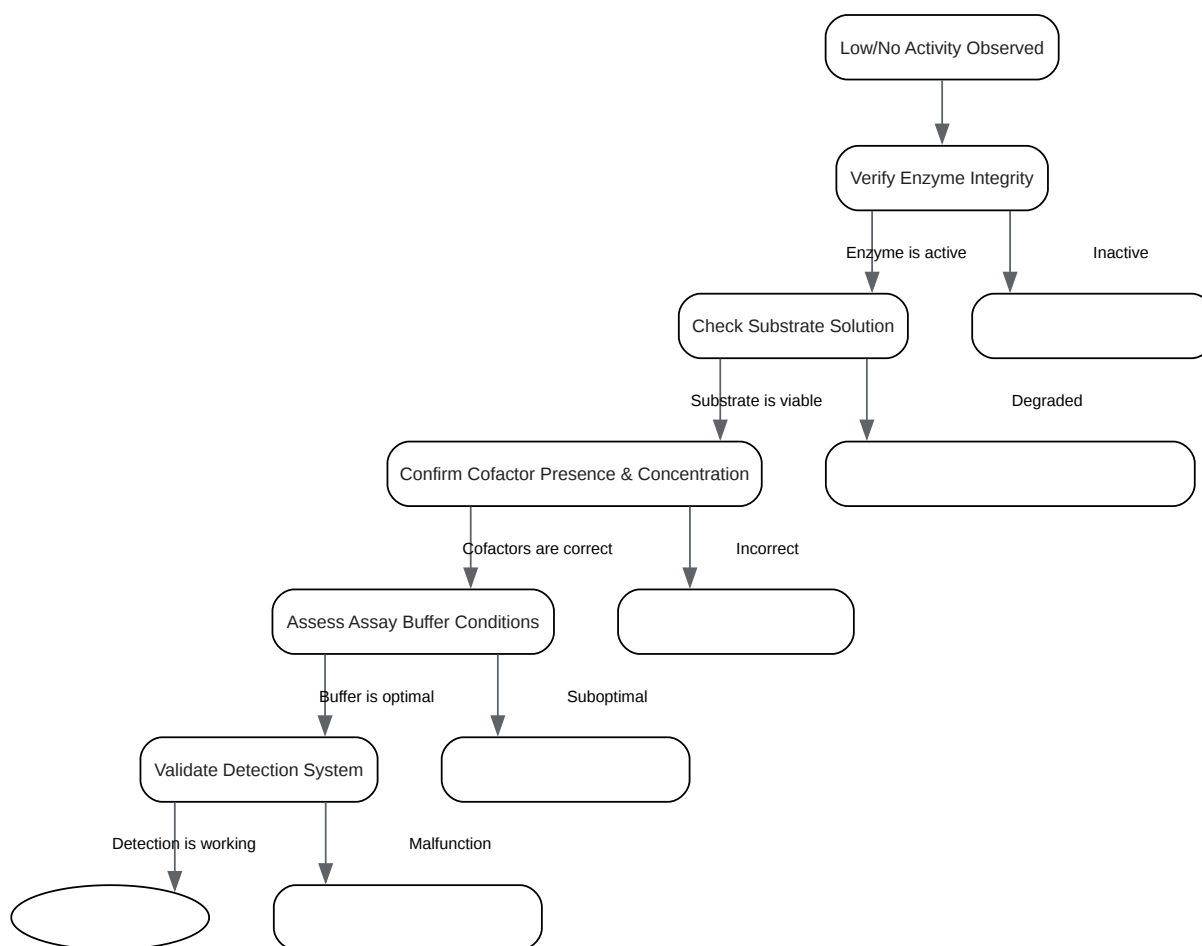 Low/No Activity Observed
Verify Enzyme Integrity
Enzyme is active
Inactive
Check Substrate Solution
Substrate is viable
Degraded
Confirm Cofactor Presence & Concentration
Cofactors are correct
Incorrect
Assess Assay Buffer Conditions
Buffer is optimal
Suboptimal
Validate Detection System
Detection is working
Malfunction